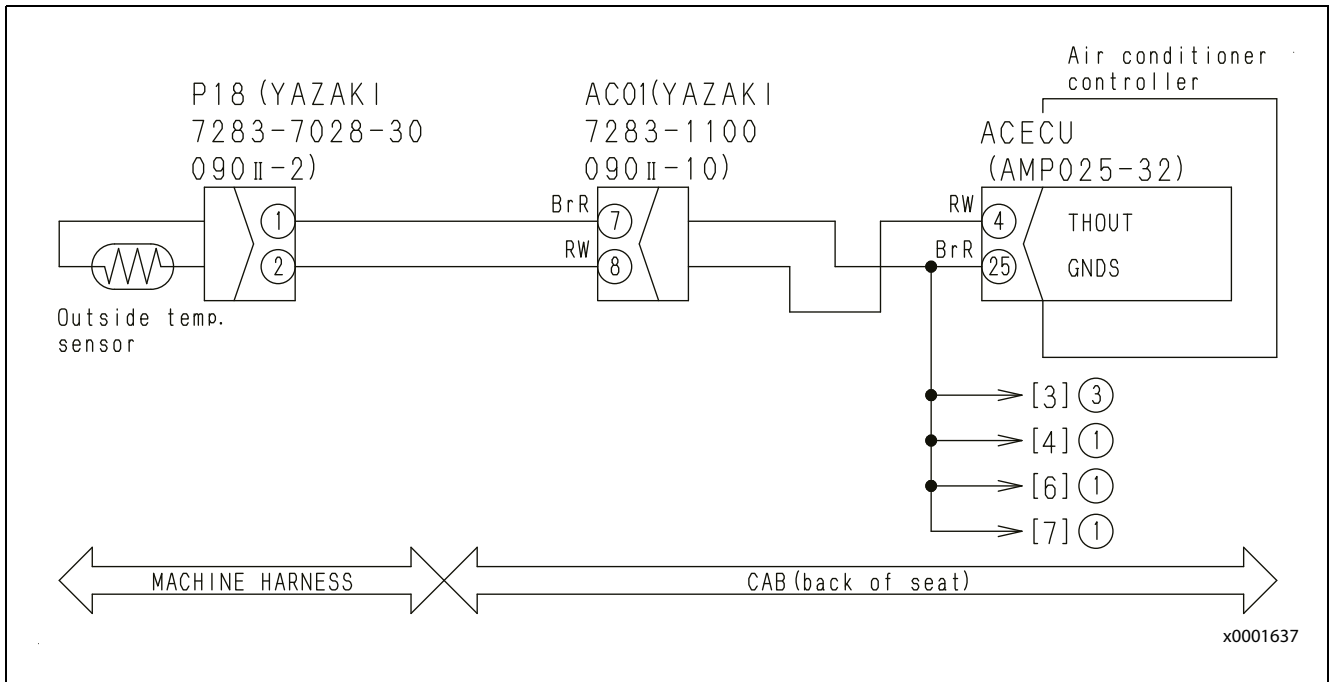 Air conditioner
controller
P18 (YAZAKI
7283-7028-30
090Ⅱ-2)
AC01(YAZAKI
7283-1100
090Ⅱ-10)
ACECU
(AMP025-32)
1
BrR
7
RW
4
THOUT
2
RW
8
BrR
25
GNDS
Outside temp.
sensor
[3] 3
[4] 1
[6] 1
[7] 1
MACHINE HARNESS
CAB(back of seat)
x0001637